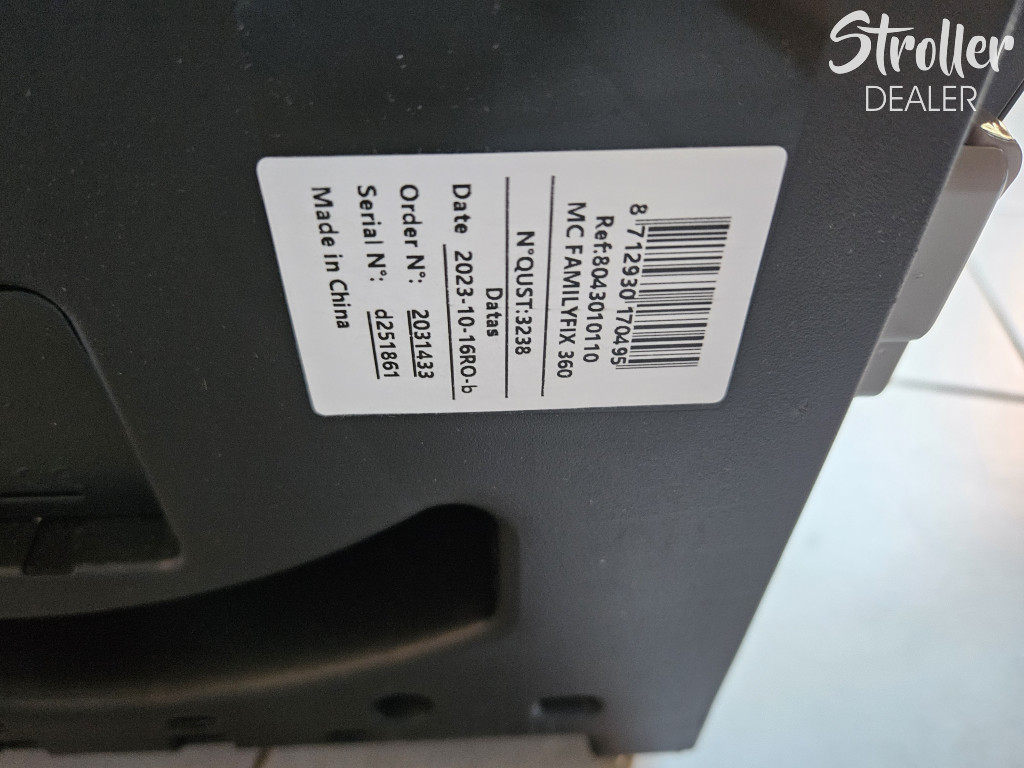 Stroller
DEALER
8 712930 170495
Ref:8043010110
MC FAMILYFIX 360
N°QUST:3238
Datas
Date 2023-10-16RO-b
Order N°: 2031433
Serial N°: d251861
Made in China